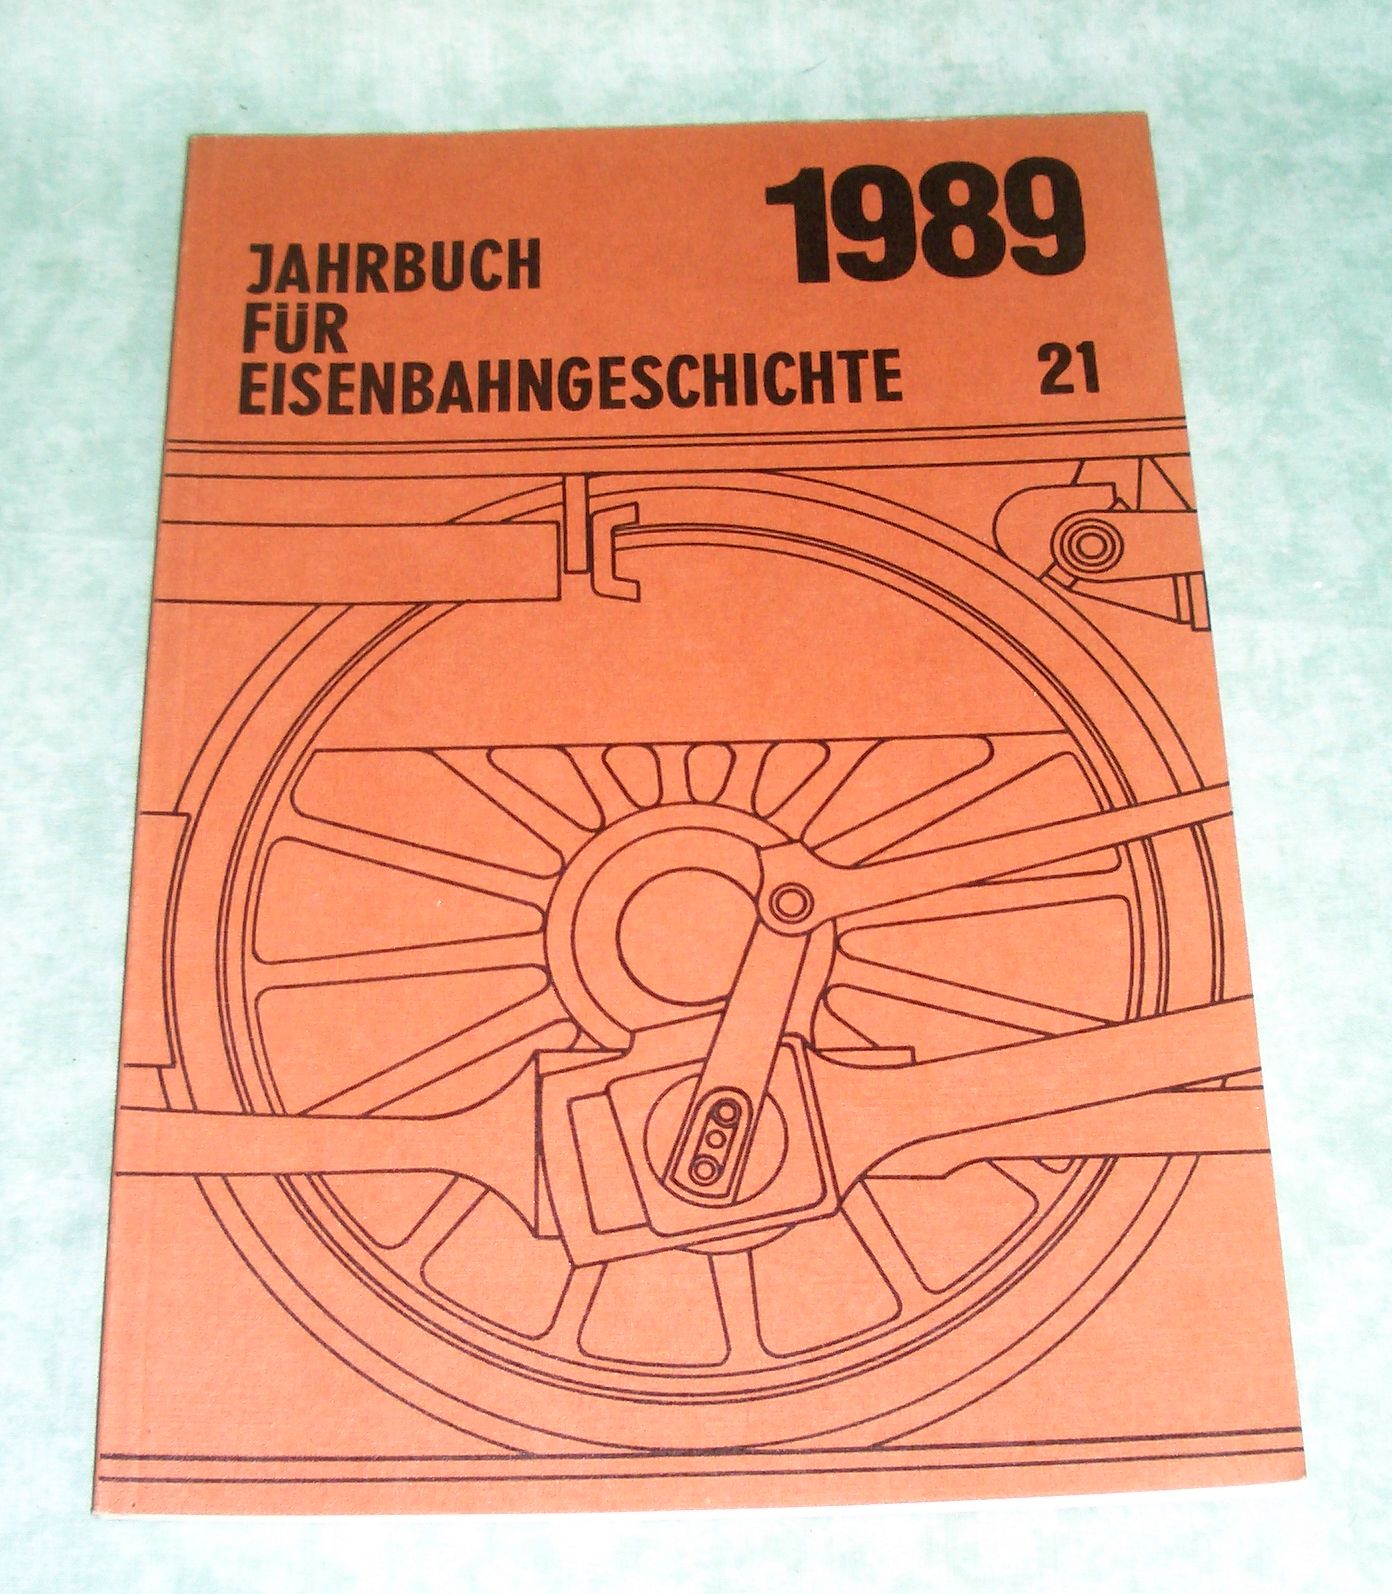 1989
JAHRBUCH
FÜR
EISENBAHNGESCHICHTE 21